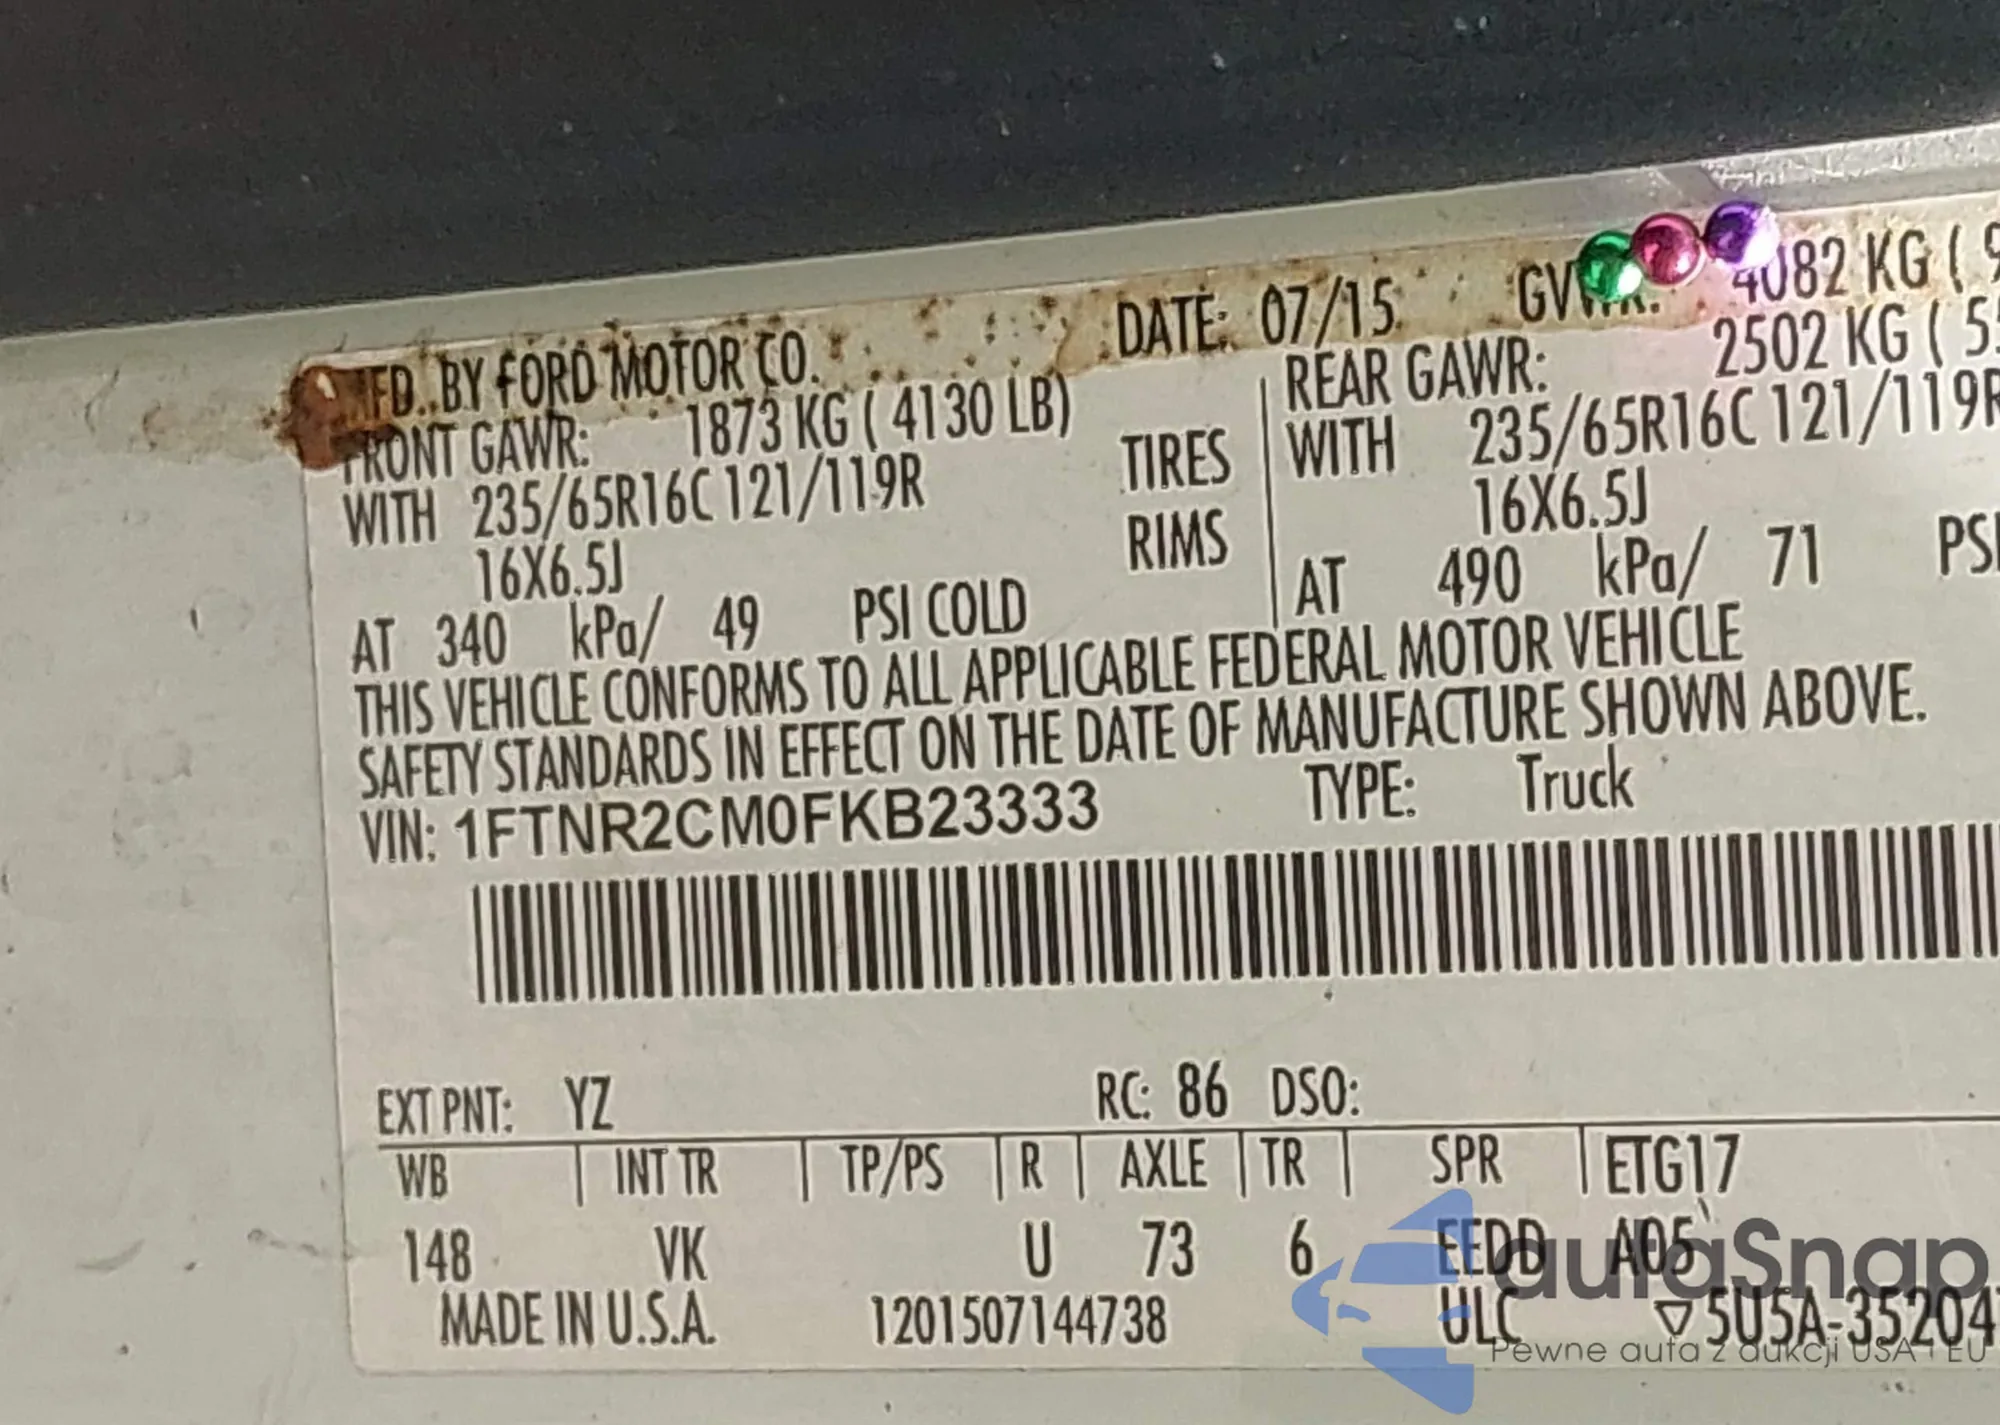 MFD. BY FORD MOTOR CO. DATE: 07/15 GVWR: 4082 KG ( 9
FRONT GAWR: 1873 KG ( 4130 LB) REAR GAWR: 2502 KG ( 5
WITH 235/65R16C 121/119R TIRES WITH 235/65R16C 121/119R
16X6.5J RIMS 16X6.5J
AT 340 kPa/ 49 PSI COLD AT 490 kPa/ 71 PSI
THIS VEHICLE CONFORMS TO ALL APPLICABLE FEDERAL MOTOR VEHICLE
SAFETY STANDARDS IN EFFECT ON THE DATE OF MANUFACTURE SHOWN ABOVE.
VIN: 1FTNR2CM0FKB23333 TYPE: Truck
EXT PNT: YZ RC: 86 DSO:
WB | INT TR | TP/PS | R | AXLE | TR | SPR | ETG17
148 VK U 73 6 EEDD A05
MADE IN U.S.A. 1201507144738 ULC ▽5U5A-35204
autaSnap
Pewne auta z aukcji USA i EU